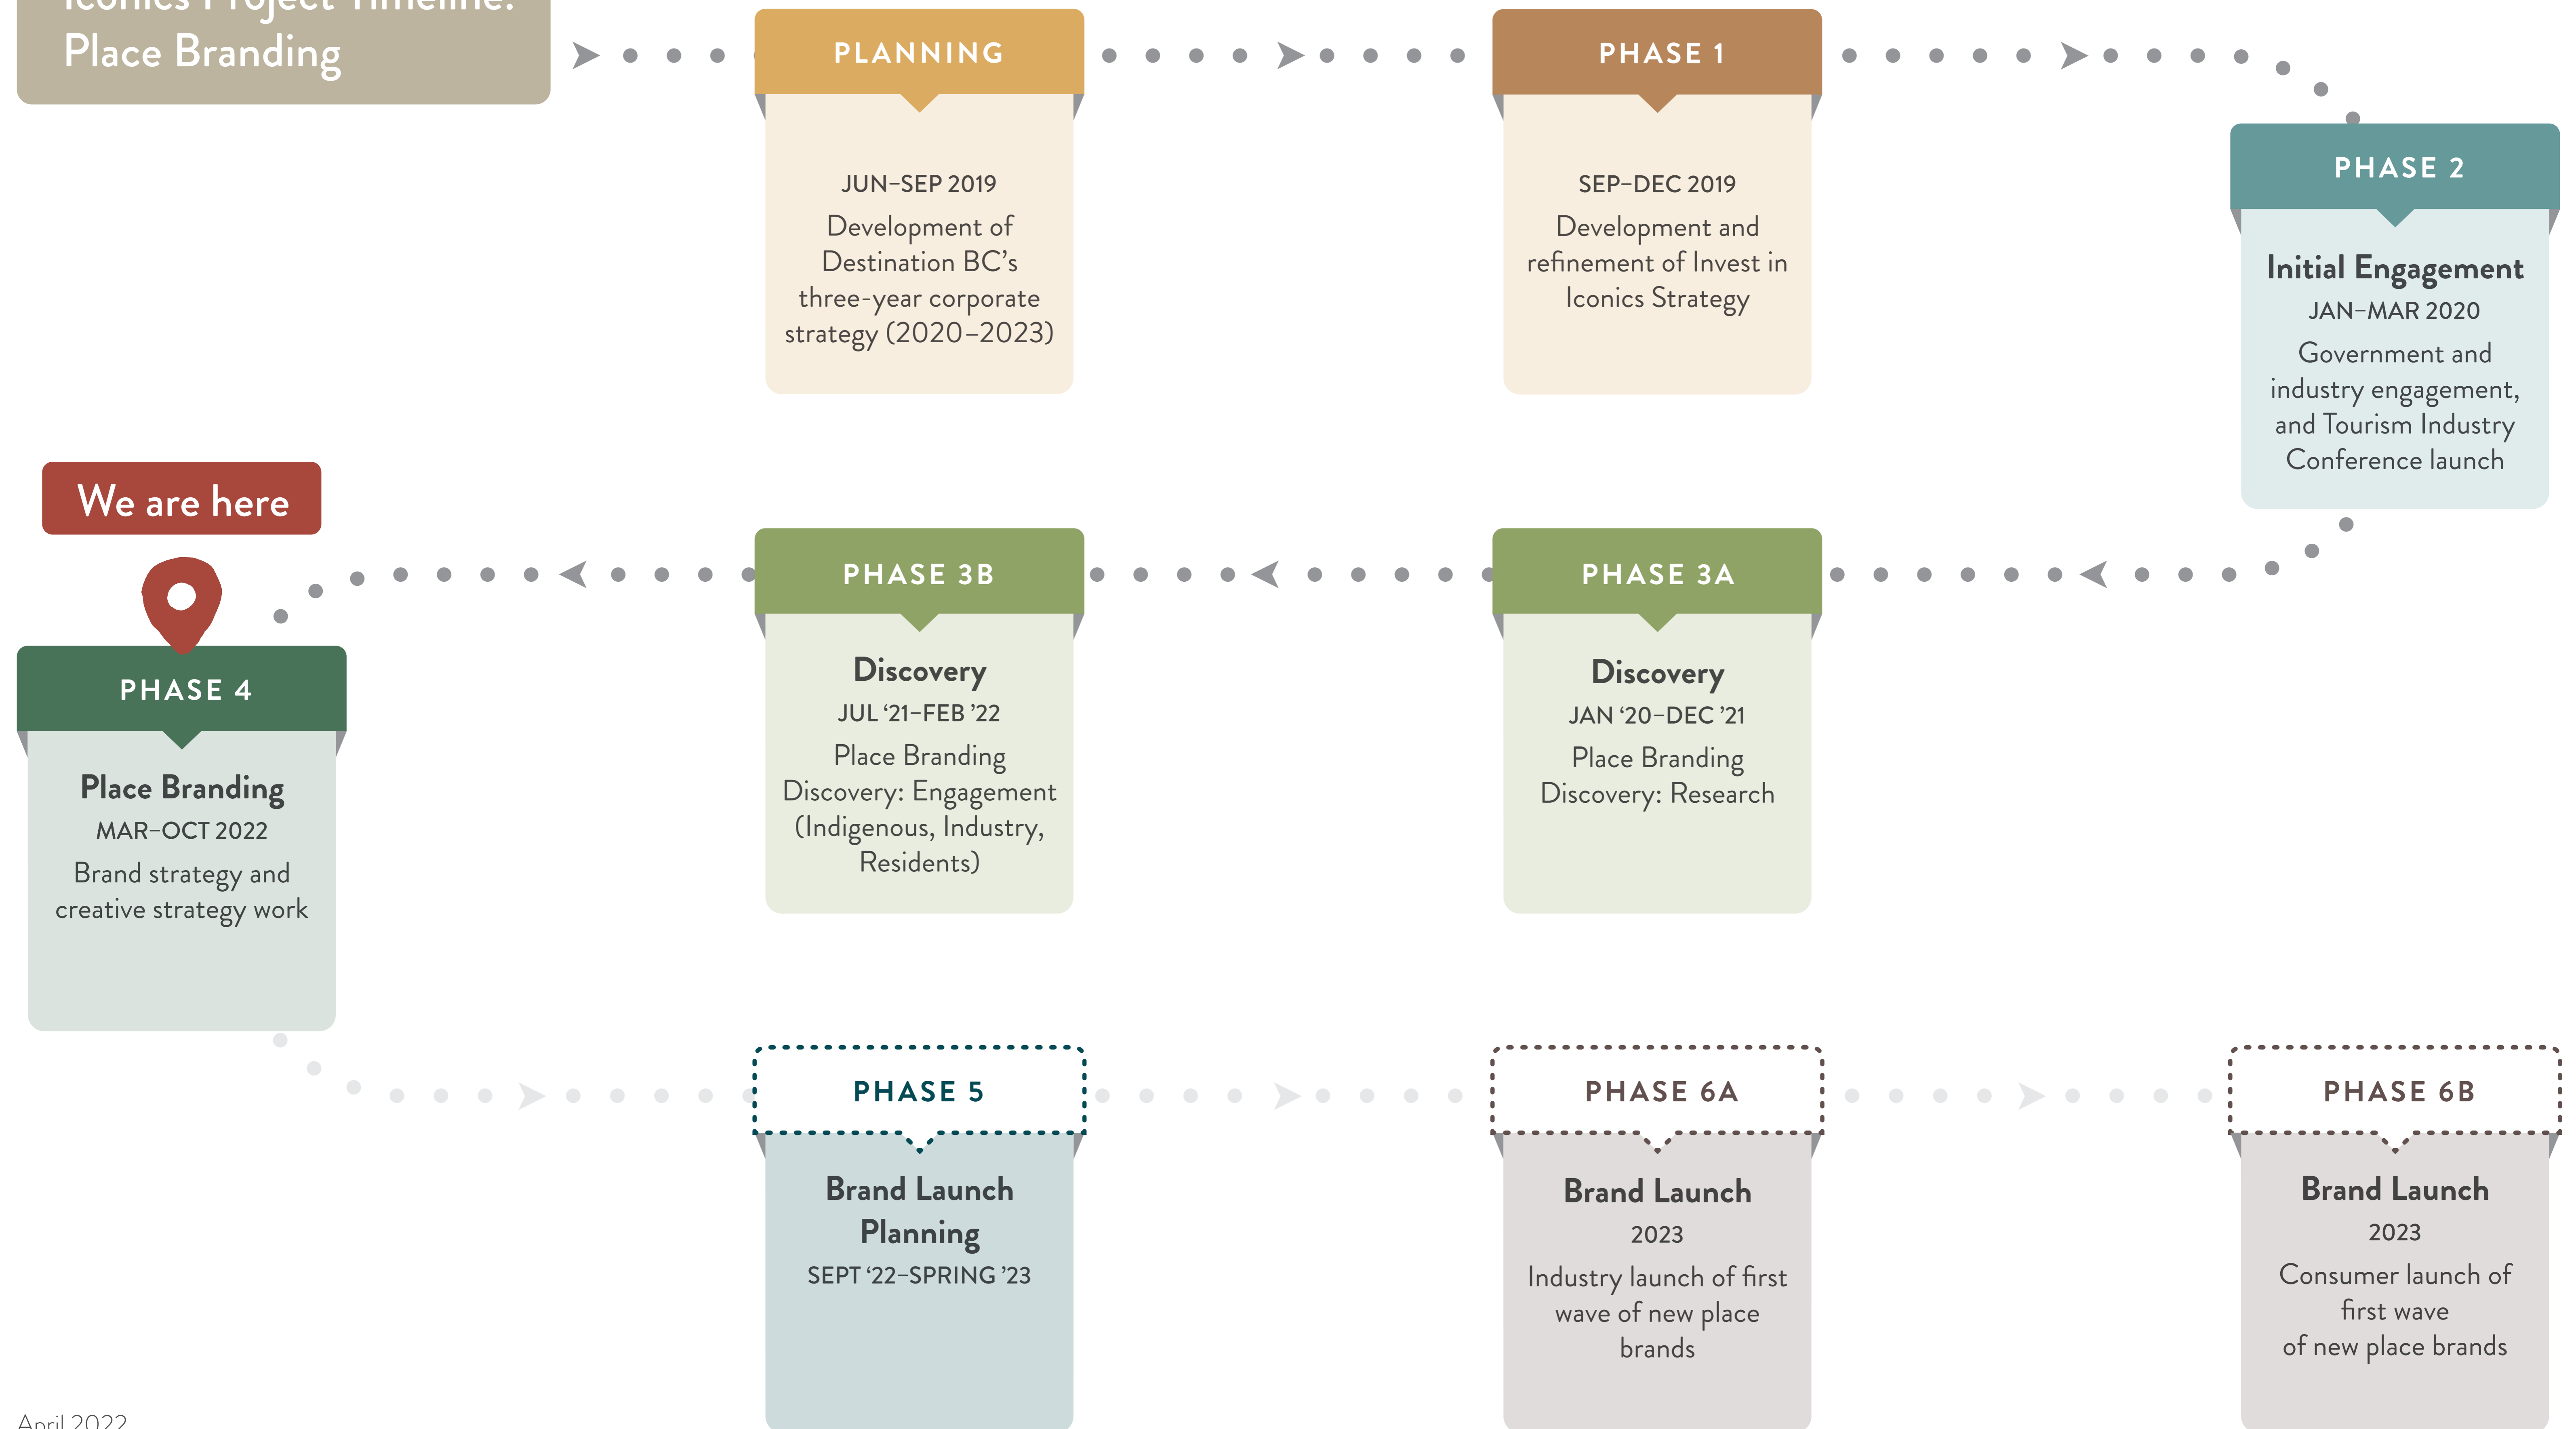 Iconics Project Timeline:
Place Branding
PLANNING
JUN–SEP 2019
Development of
Destination BC’s
three-year corporate
strategy (2020–2023)
PHASE 1
SEP–DEC 2019
Development and
refinement of Invest in
Iconics Strategy
PHASE 2
Initial Engagement
JAN–MAR 2020
Government and
industry engagement,
and Tourism Industry
Conference launch
PHASE 3A
Discovery
JAN ‘20–DEC ’21
Place Branding
Discovery: Research
PHASE 3B
Discovery
JUL ‘21–FEB ’22
Place Branding
Discovery: Engagement
(Indigenous, Industry,
Residents)
We are here
PHASE 4
Place Branding
MAR–OCT 2022
Brand strategy and
creative strategy work
PHASE 5
Brand Launch
Planning
SEPT ‘22–SPRING ’23
PHASE 6A
Brand Launch
2023
Industry launch of first
wave of new place
brands
PHASE 6B
Brand Launch
2023
Consumer launch of
first wave
of new place brands
April 2022